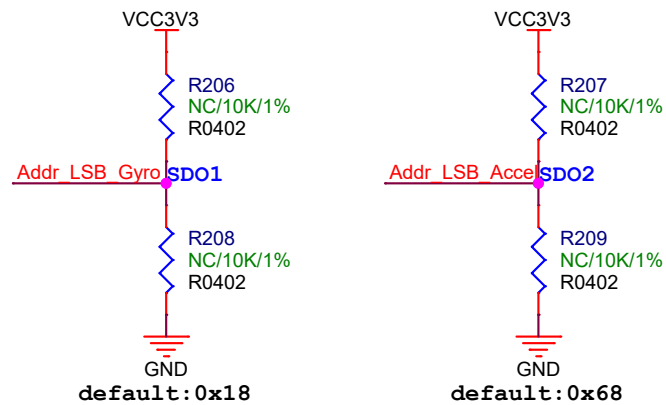 VCC3V3
R206
NC/10K/1%
R0402
Addr_LSB_Gyro
SDO1
R208
NC/10K/1%
R0402
GND
default:0x18
VCC3V3
R207
NC/10K/1%
R0402
Addr_LSB_Accel
SDO2
R209
NC/10K/1%
R0402
GND
default:0x68